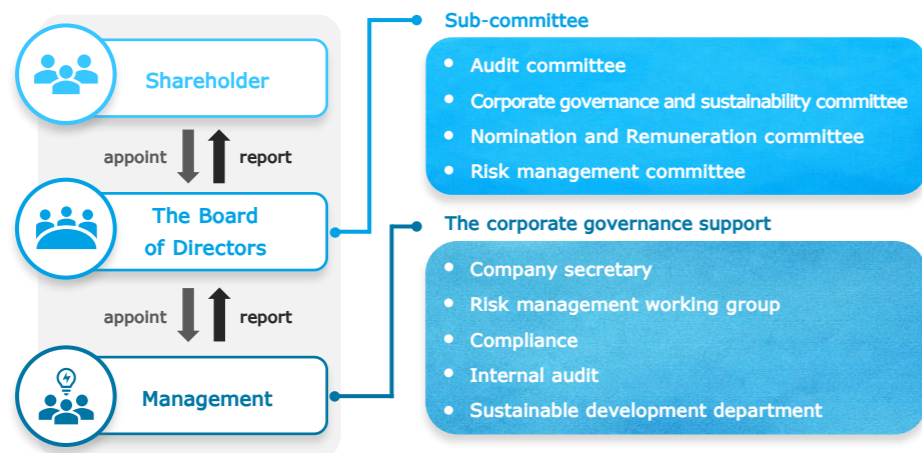 Shareholder
appoint
report
The Board
of Directors
appoint
report
Management
Sub-committee
Audit committee
Corporate governance and sustainability committee
Nomination and Remuneration committee
Risk management committee
The corporate governance support
Company secretary
Risk management working group
Compliance
Internal audit
Sustainable development department